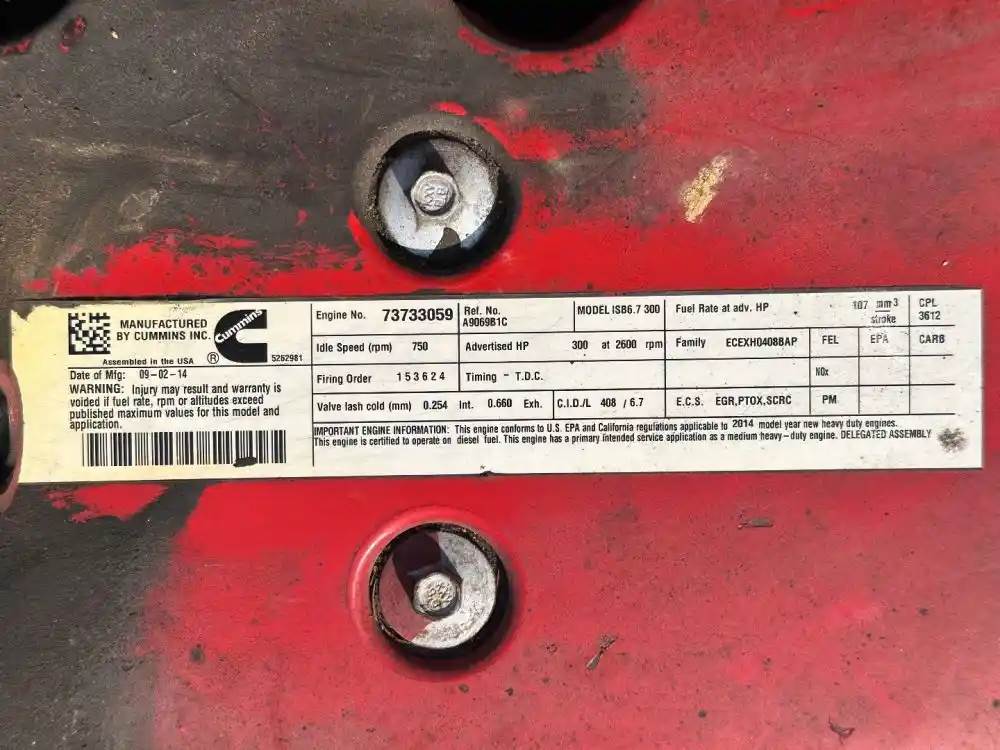 MANUFACTURED
BY CUMMINS INC.
Cummins
Assembled in the USA ® 5262981
Date of Mfg: 09-02-14
WARNING: Injury may result and warranty is
voided if fuel rate, rpm or altitudes exceed
published maximum values for this model and
application.
Engine No. 73733059
Ref. No.
A9069B1C
MODEL ISB6.7 300
Fuel Rate at adv. HP 107 mm3
stroke
CPL
3612
Idle Speed (rpm) 750
Advertised HP 300 at 2600 rpm
Family ECEXH0408BAP
FEL EPA CARB
Firing Order 153624
Timing - T.D.C.
NOx
Valve lash cold (mm) 0.254 Int. 0.660 Exh.
C.I.D./L 408 / 6.7
E.C.S. EGR,PTOX,SCRC
PM
IMPORTANT ENGINE INFORMATION: This engine conforms to U.S. EPA and California regulations applicable to 2014 model year new heavy duty engines.
This engine is certified to operate on diesel fuel. This engine has a primary intended service application as a medium heavy-duty engine. DELEGATED ASSEMBLY